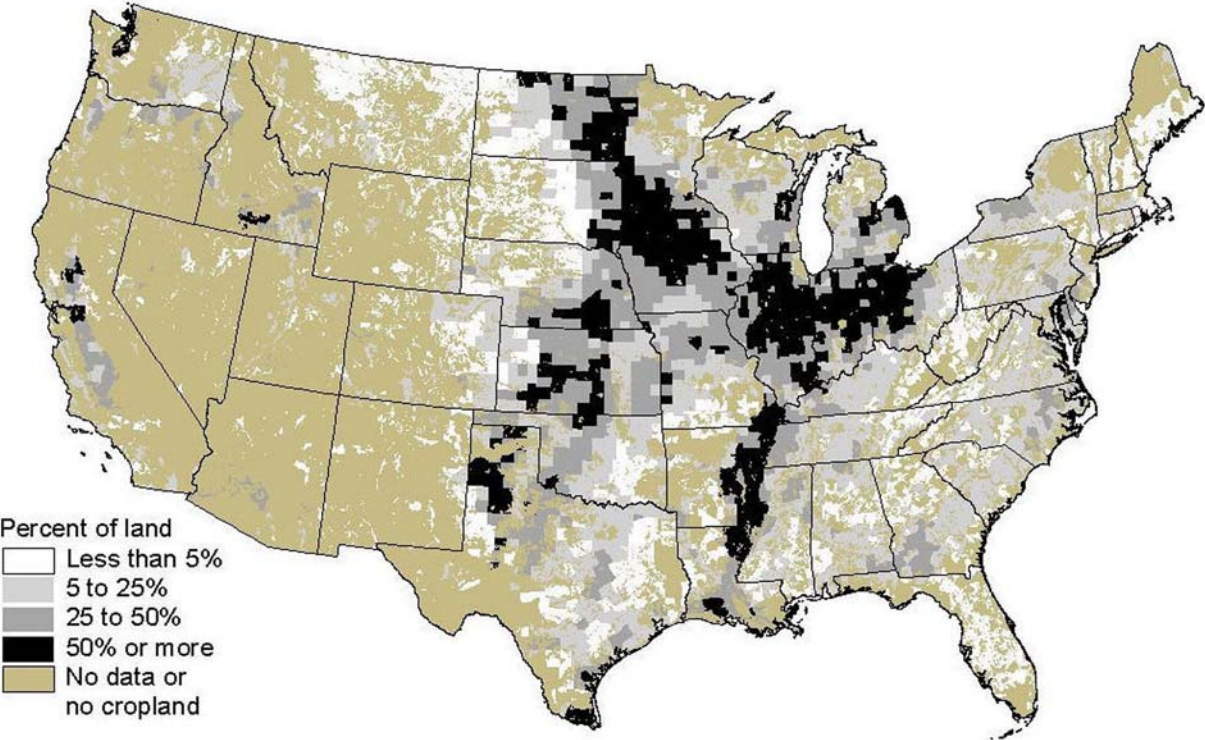 Percent of land
Less than 5%
5 to 25%
25 to 50%
50% or more
No data or
no cropland